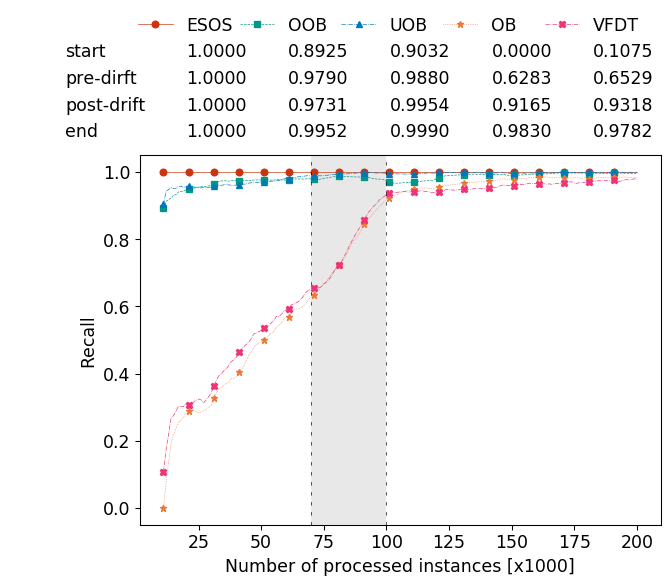 ESOS OOB UOB OB VFDT
start 1.0000 0.8925 0.9032 0.0000 0.1075
pre-dirft 1.0000 0.9790 0.9880 0.6283 0.6529
post-drift 1.0000 0.9731 0.9954 0.9165 0.9318
end 1.0000 0.9952 0.9990 0.9830 0.9782
1.0
0.8
0.6
0.4
0.2
0.0
Recall
25 50 75 100 125 150 175 200
Number of processed instances [x1000]